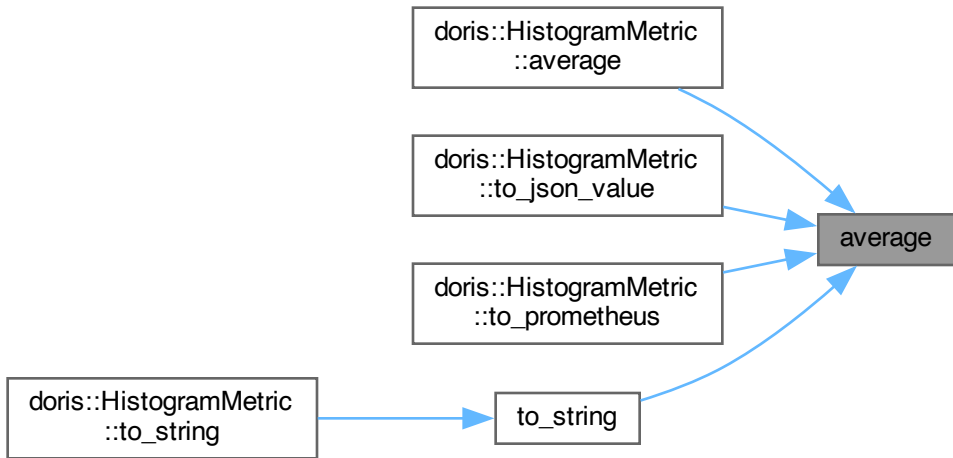 doris::HistogramMetric
::average
doris::HistogramMetric
::to_json_value
average
doris::HistogramMetric
::to_prometheus
doris::HistogramMetric
::to_string
to_string